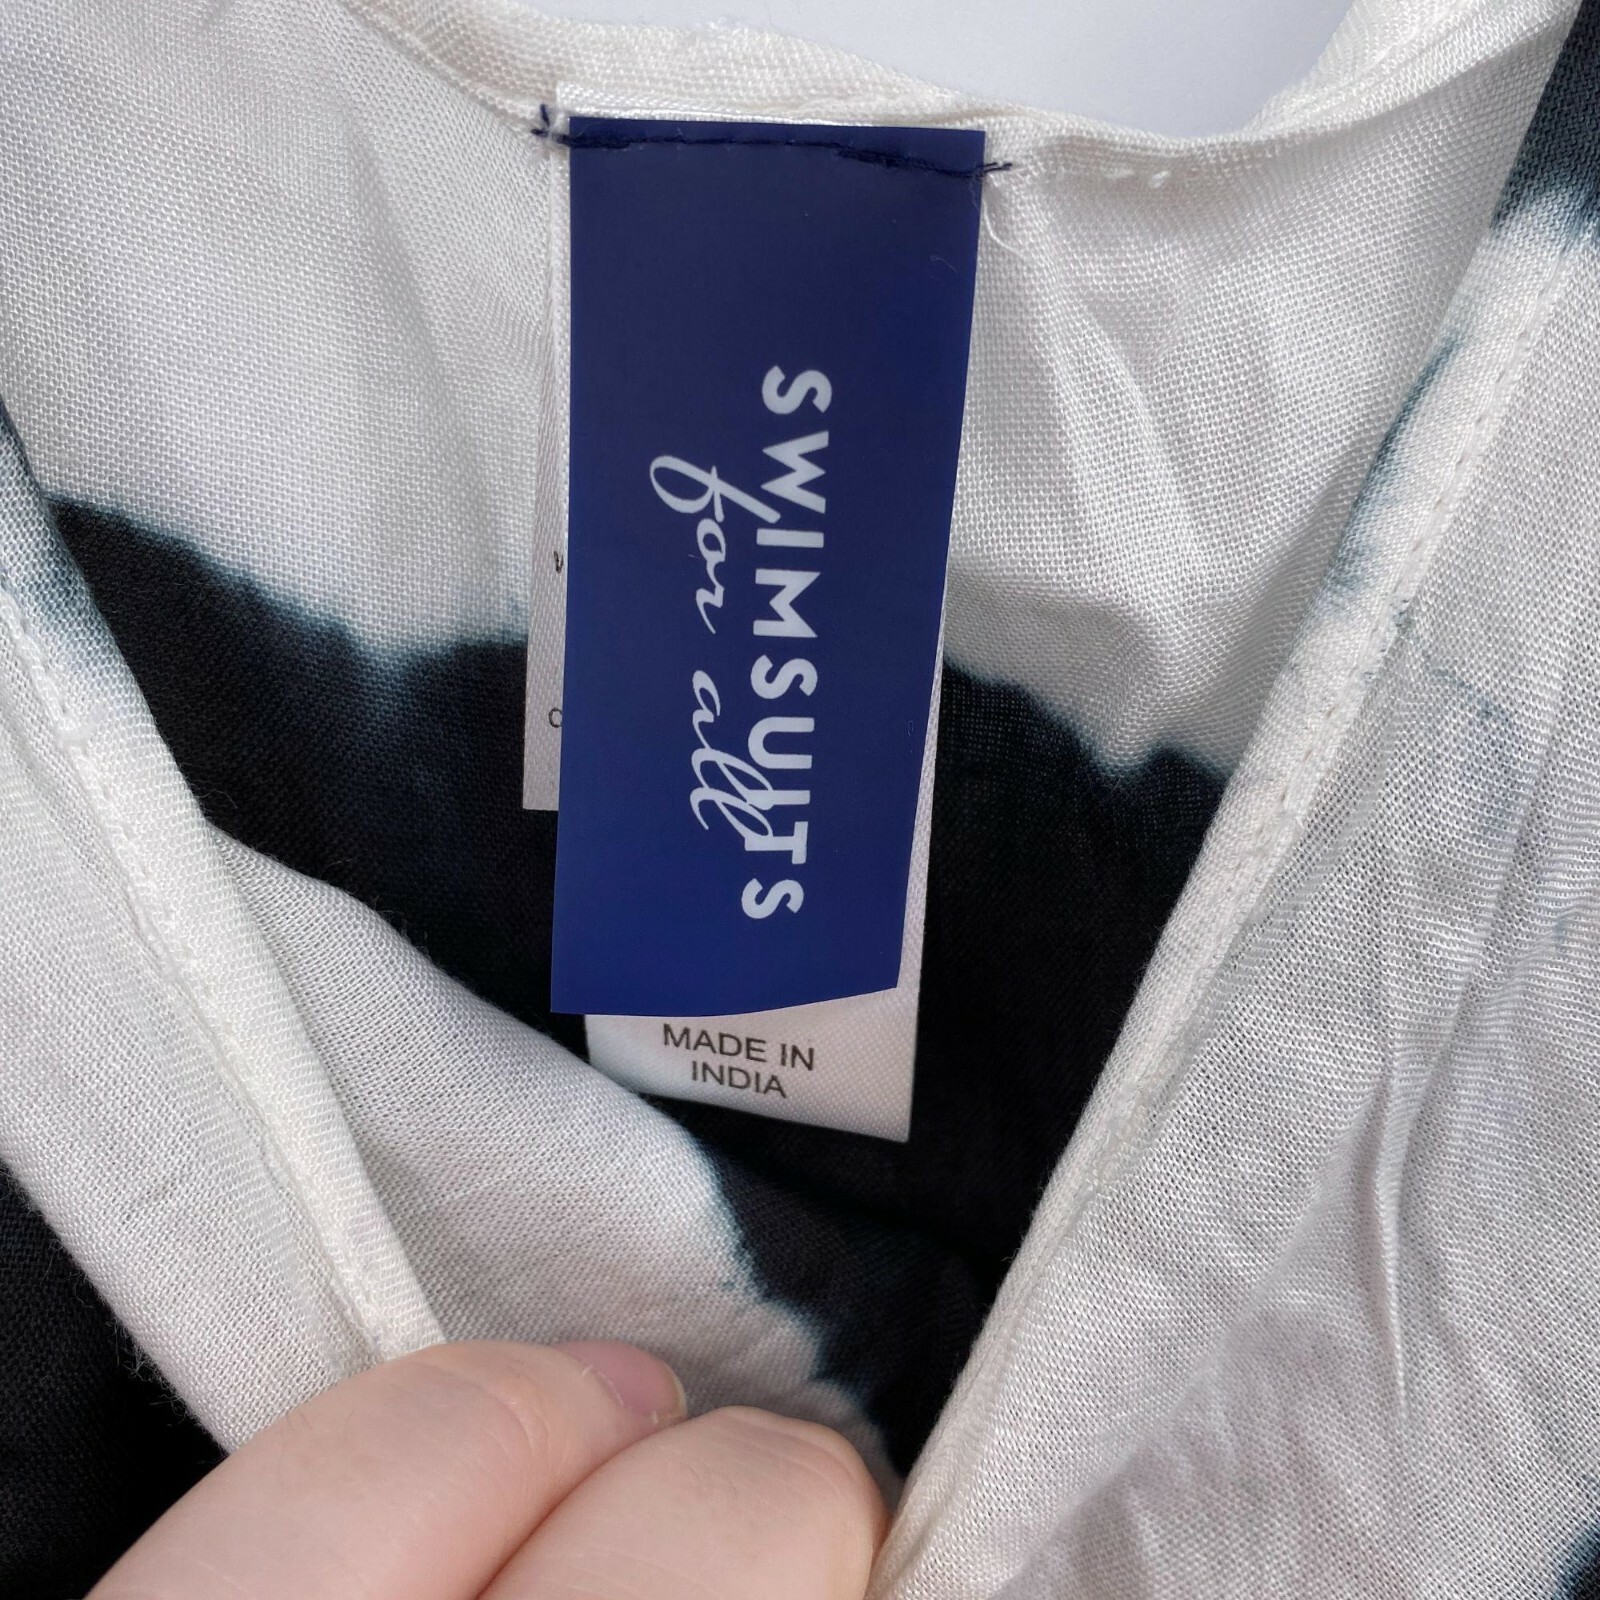 SWIMSUITS
for all
MADE IN
INDIA